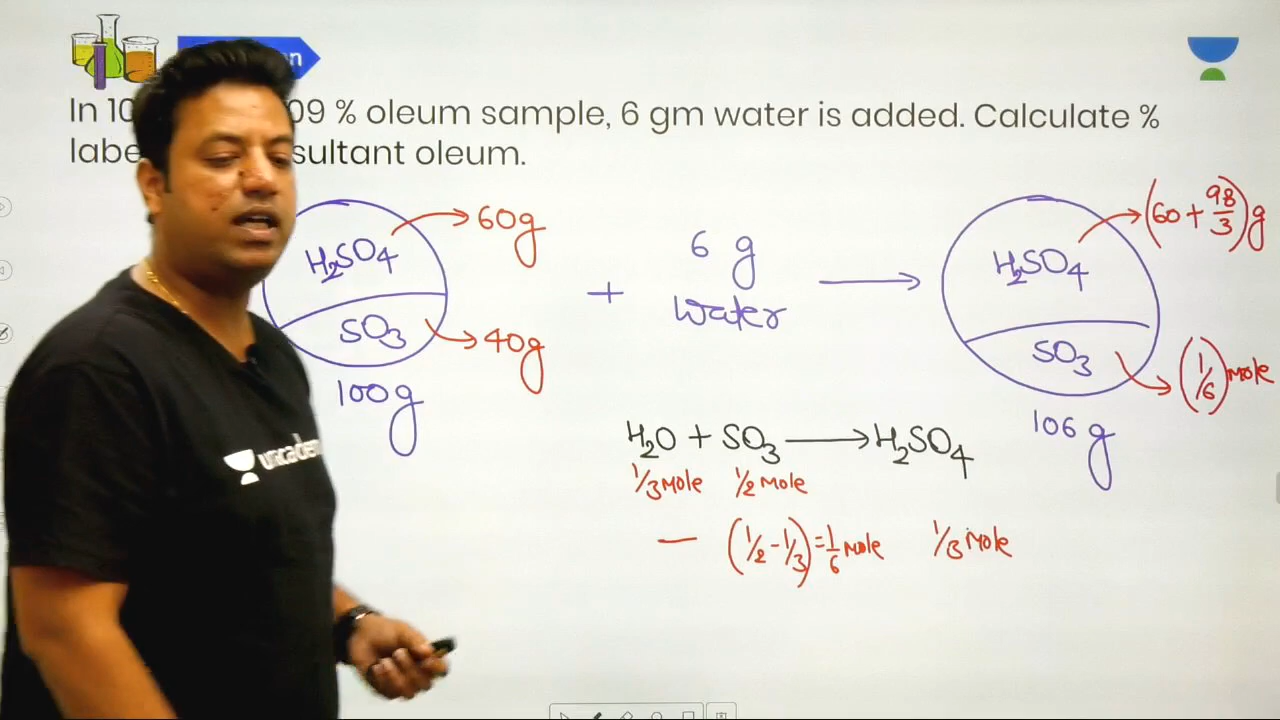 In 10 09 % oleum sample, 6 gm water is added. Calculate %
labe sultant oleum.
H₂SO₄ → 60g + 6 g water → H₂SO₄ → (60 + 98/3) g
SO₃ → 40g SO₃ → (1/6) mole
100g 106 g
H₂O + SO₃ → H₂SO₄
1/3 Mole 1/2 Mole
— (1/2 - 1/3) = 1/6 Mole 1/3 Mole
unacadem